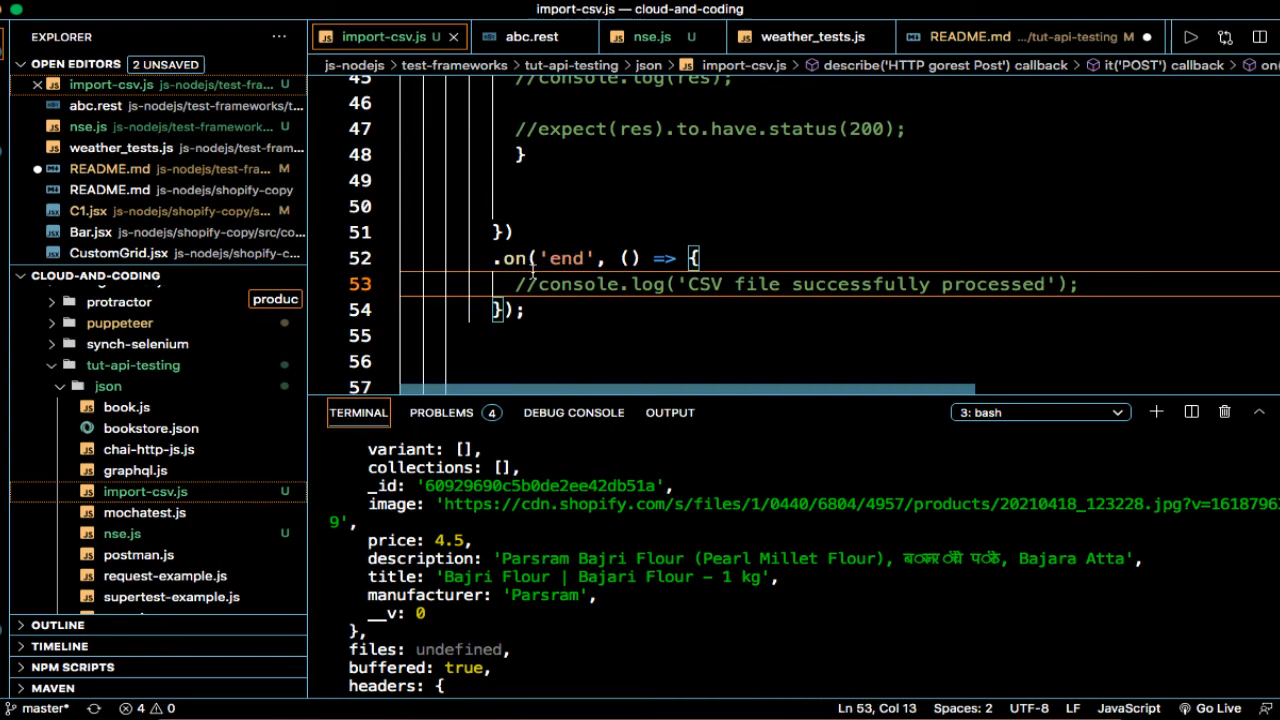 import-csv.js — cloud-and-coding
EXPLORER
OPEN EDITORS 2 UNSAVED
import-csv.js js-nodejs/test-framework... U
abc.rest js-nodejs/test-frameworks/t...
nse.js js-nodejs/test-framework... U
weather_tests.js js-nodejs/test-fram...
README.md js-nodejs/test-fra... M
README.md js-nodejs/shopify-copy
C1.jsx js-nodejs/shopify-copy/s... M
Bar.jsx js-nodejs/shopify-copy/src/co...
CustomGrid.jsx js-nodejs/shopify-copy/...
CLOUD-AND-CODING
protractor
produc
puppeteer
synch-selenium
tut-api-testing
json
book.js
bookstore.json
chai-http-js.js
graphql.js
import-csv.js U
mochatest.js
nse.js U
postman.js
request-example.js
supertest-example.js
OUTLINE
TIMELINE
NPM SCRIPTS
MAVEN
import-csv.js U
abc.rest
nse.js U
weather_tests.js
README.md .../tut-api-testing M
js-nodejs > test-frameworks > tut-api-testing > json > import-csv.js > describe('HTTP gorest Post') callback > it('POST') callback > on(
45 //console.log(res);
46
47 //expect(res).to.have.status(200);
48 }
49
50
51 })
52 .on('end', () => {
53 //console.log('CSV file successfully processed');
54 });
55
56
57
TERMINAL PROBLEMS 4 DEBUG CONSOLE OUTPUT 3: bash
variant: [],
collections: [],
_id: '60929690c5b0de2ee42db51a',
image: 'https://cdn.shopify.com/s/files/1/0440/6804/4957/products/20210418_123228.jpg?v=16187963
9',
price: 4.5,
description: 'Parsram Bajri Flour (Pearl Millet Flour), Bajara Atta',
title: 'Bajri Flour | Bajari Flour – 1 kg',
manufacturer: 'Parsram',
__v: 0
},
files: undefined,
buffered: true,
headers: {
master* 4 0 Ln 53, Col 13 Spaces: 2 UTF-8 LF JavaScript Go Live